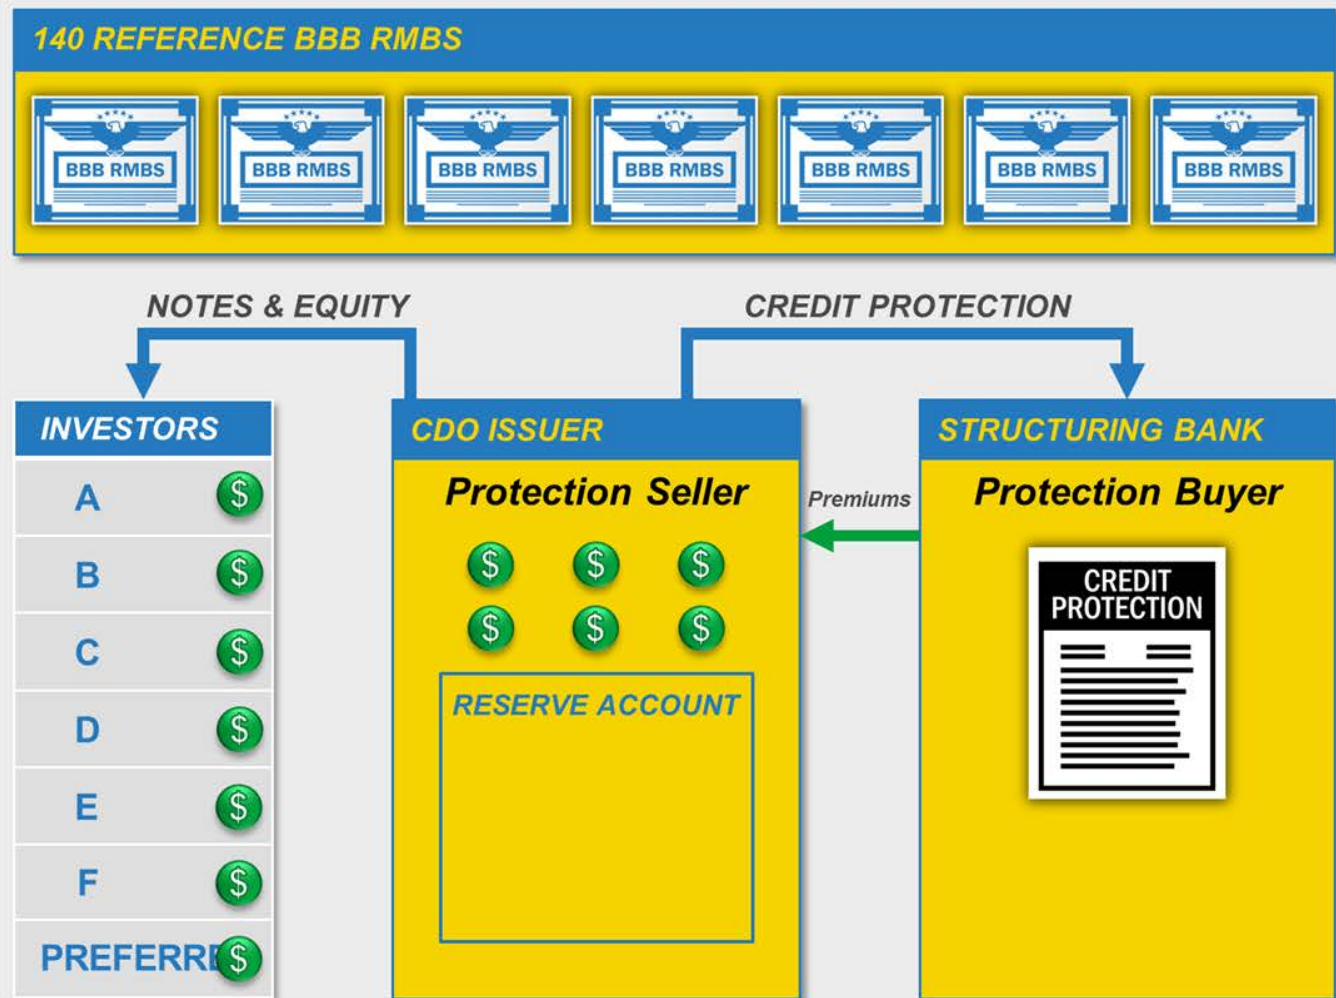 140 REFERENCE BBB RMBS
BBB RMBS
BBB RMBS
BBB RMBS
BBB RMBS
BBB RMBS
BBB RMBS
BBB RMBS
NOTES & EQUITY
CREDIT PROTECTION
INVESTORS
A $
B $
C $
D $
E $
F $
PREFERRE $
CDO ISSUER
Protection Seller
$ $ $
$ $ $
RESERVE ACCOUNT
Premiums
STRUCTURING BANK
Protection Buyer
CREDIT
PROTECTION